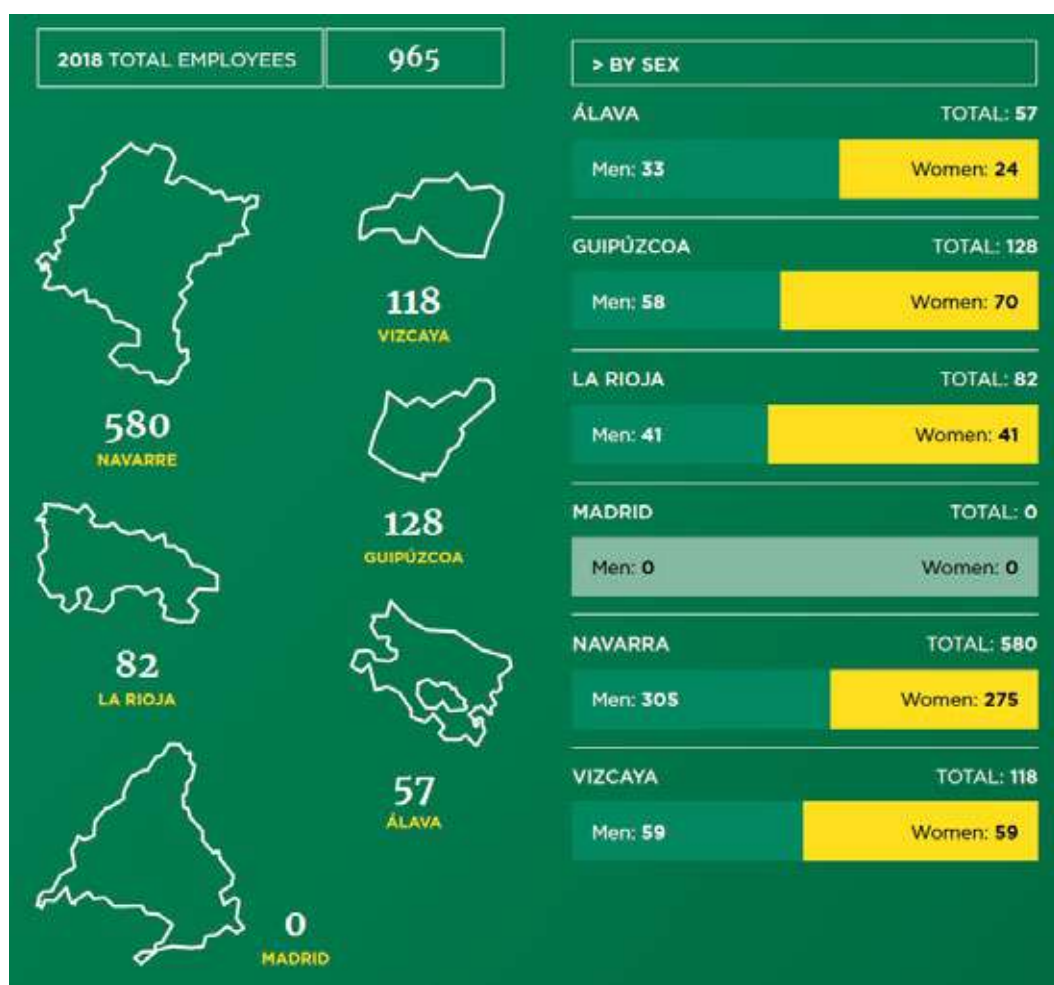 2018 TOTAL EMPLOYEES 965
580
NAVARRE
118
VIZCAYA
128
GUIPÚZCOA
82
LA RIOJA
57
ÁLAVA
0
MADRID
> BY SEX
ÁLAVA TOTAL: 57
Men: 33 Women: 24
GUIPÚZCOA TOTAL: 128
Men: 58 Women: 70
LA RIOJA TOTAL: 82
Men: 41 Women: 41
MADRID TOTAL: 0
Men: 0 Women: 0
NAVARRA TOTAL: 580
Men: 305 Women: 275
VIZCAYA TOTAL: 118
Men: 59 Women: 59